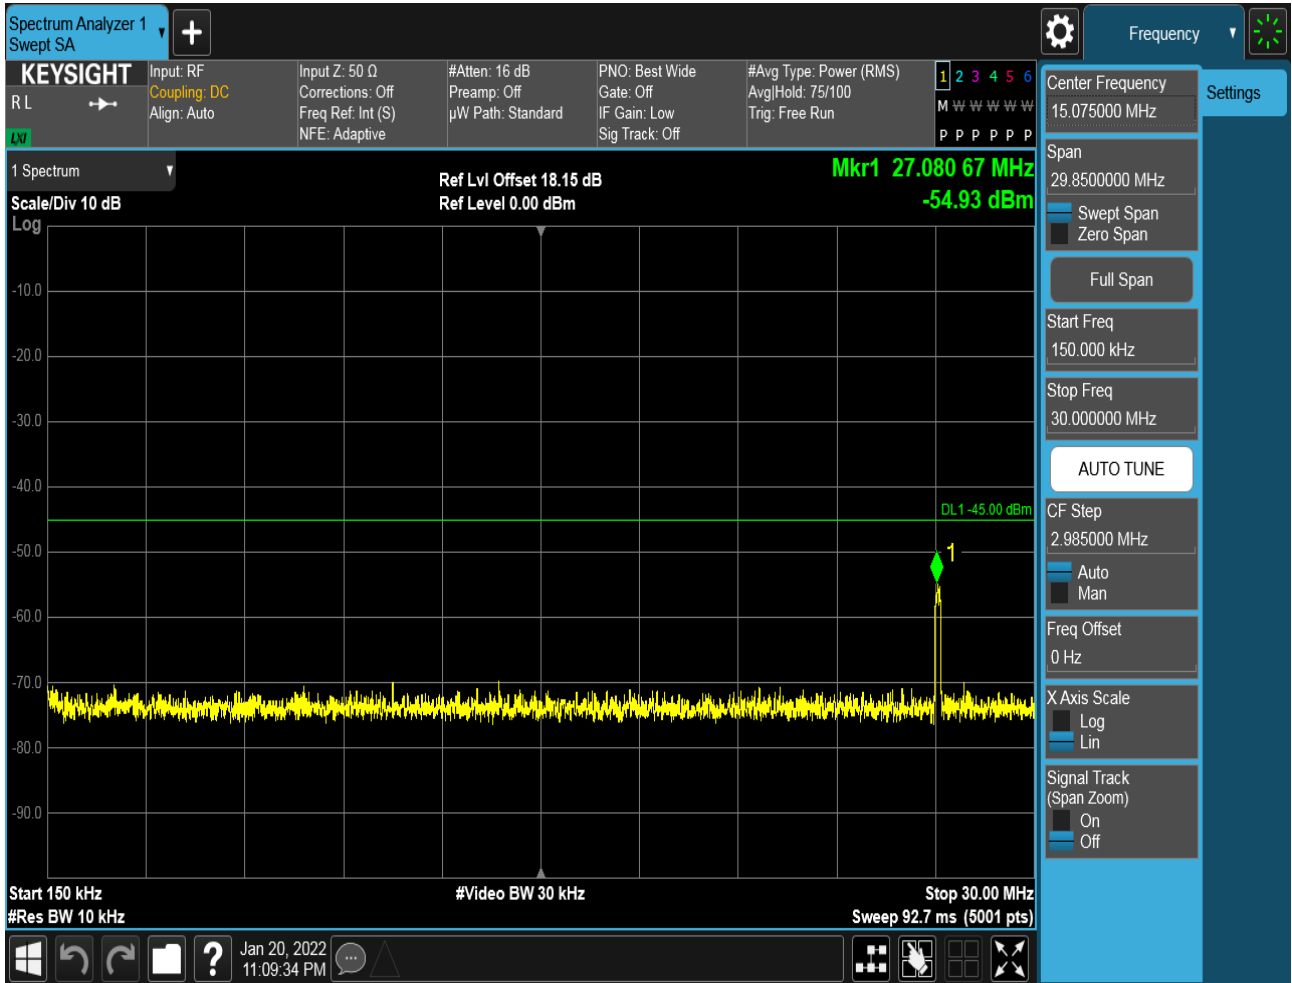 Spectrum Analyzer 1
Swept SA
Frequency
KEYSIGHT
R L
LXI
Input: RF
Coupling: DC
Align: Auto
Input Z: 50 Ω
Corrections: Off
Freq Ref: Int (S)
NFE: Adaptive
#Atten: 16 dB
Preamp: Off
µW Path: Standard
PNO: Best Wide
Gate: Off
IF Gain: Low
Sig Track: Off
#Avg Type: Power (RMS)
Avg|Hold: 75/100
Trig: Free Run
1 2 3 4 5 6
M W W W W W
P P P P P P
1 Spectrum
Scale/Div 10 dB
Log
Ref Lvl Offset 18.15 dB
Ref Level 0.00 dBm
Mkr1 27.080 67 MHz
-54.93 dBm
-10.0
-20.0
-30.0
-40.0
DL1 -45.00 dBm
-50.0
1
-60.0
-70.0
-80.0
-90.0
Start 150 kHz
#Res BW 10 kHz
#Video BW 30 kHz
Stop 30.00 MHz
Sweep 92.7 ms (5001 pts)
Center Frequency
15.075000 MHz
Settings
Span
29.8500000 MHz
Swept Span
Zero Span
Full Span
Start Freq
150.000 kHz
Stop Freq
30.000000 MHz
AUTO TUNE
CF Step
2.985000 MHz
Auto
Man
Freq Offset
0 Hz
X Axis Scale
Log
Lin
Signal Track
(Span Zoom)
On
Off
?
Jan 20, 2022
11:09:34 PM